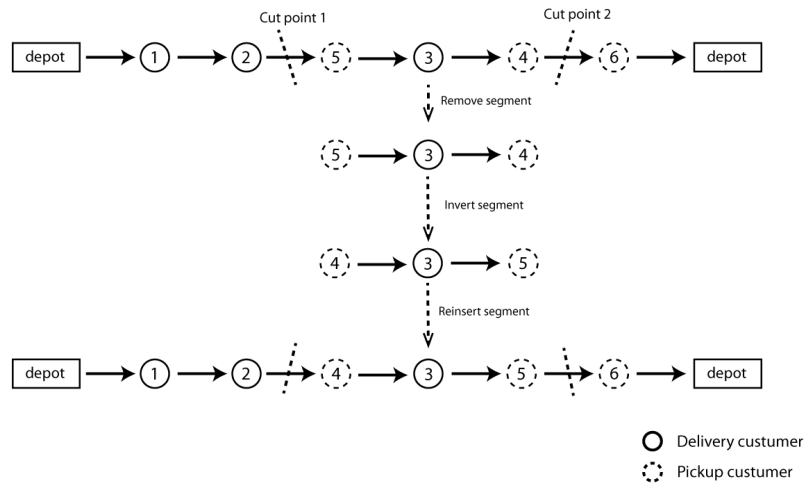 Cut point 1
Cut point 2
depot 1 2 5 3 4 6 depot
Remove segment
5 3 4
Invert segment
4 3 5
Reinsert segment
depot 1 2 4 3 5 6 depot
Delivery custumer
Pickup custumer